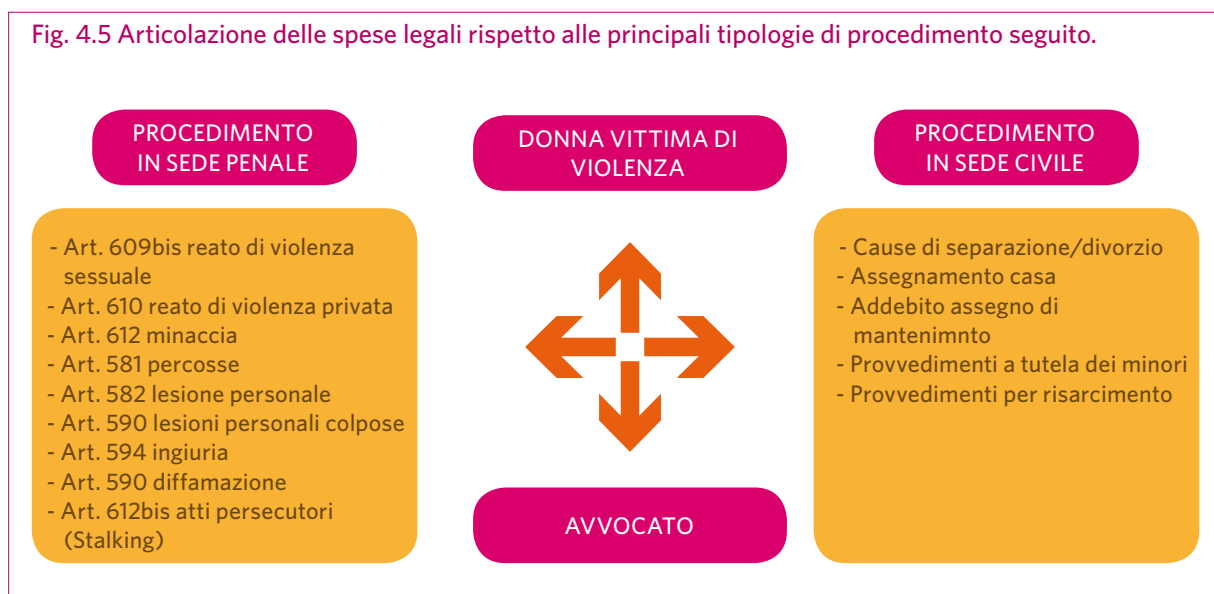 Fig. 4.5 Articolazione delle spese legali rispetto alle principali tipologie di procedimento seguito.
PROCEDIMENTO
IN SEDE PENALE
- Art. 609bis reato di violenza
sessuale
- Art. 610 reato di violenza privata
- Art. 612 minaccia
- Art. 581 percosse
- Art. 582 lesione personale
- Art. 590 lesioni personali colpose
- Art. 594 ingiuria
- Art. 590 diffamazione
- Art. 612bis atti persecutori
(Stalking)
DONNA VITTIMA DI
VIOLENZA
AVVOCATO
PROCEDIMENTO
IN SEDE CIVILE
- Cause di separazione/divorzio
- Assegnamento casa
- Addebito assegno di
mantenimnto
- Provvedimenti a tutela dei minori
- Provvedimenti per risarcimento